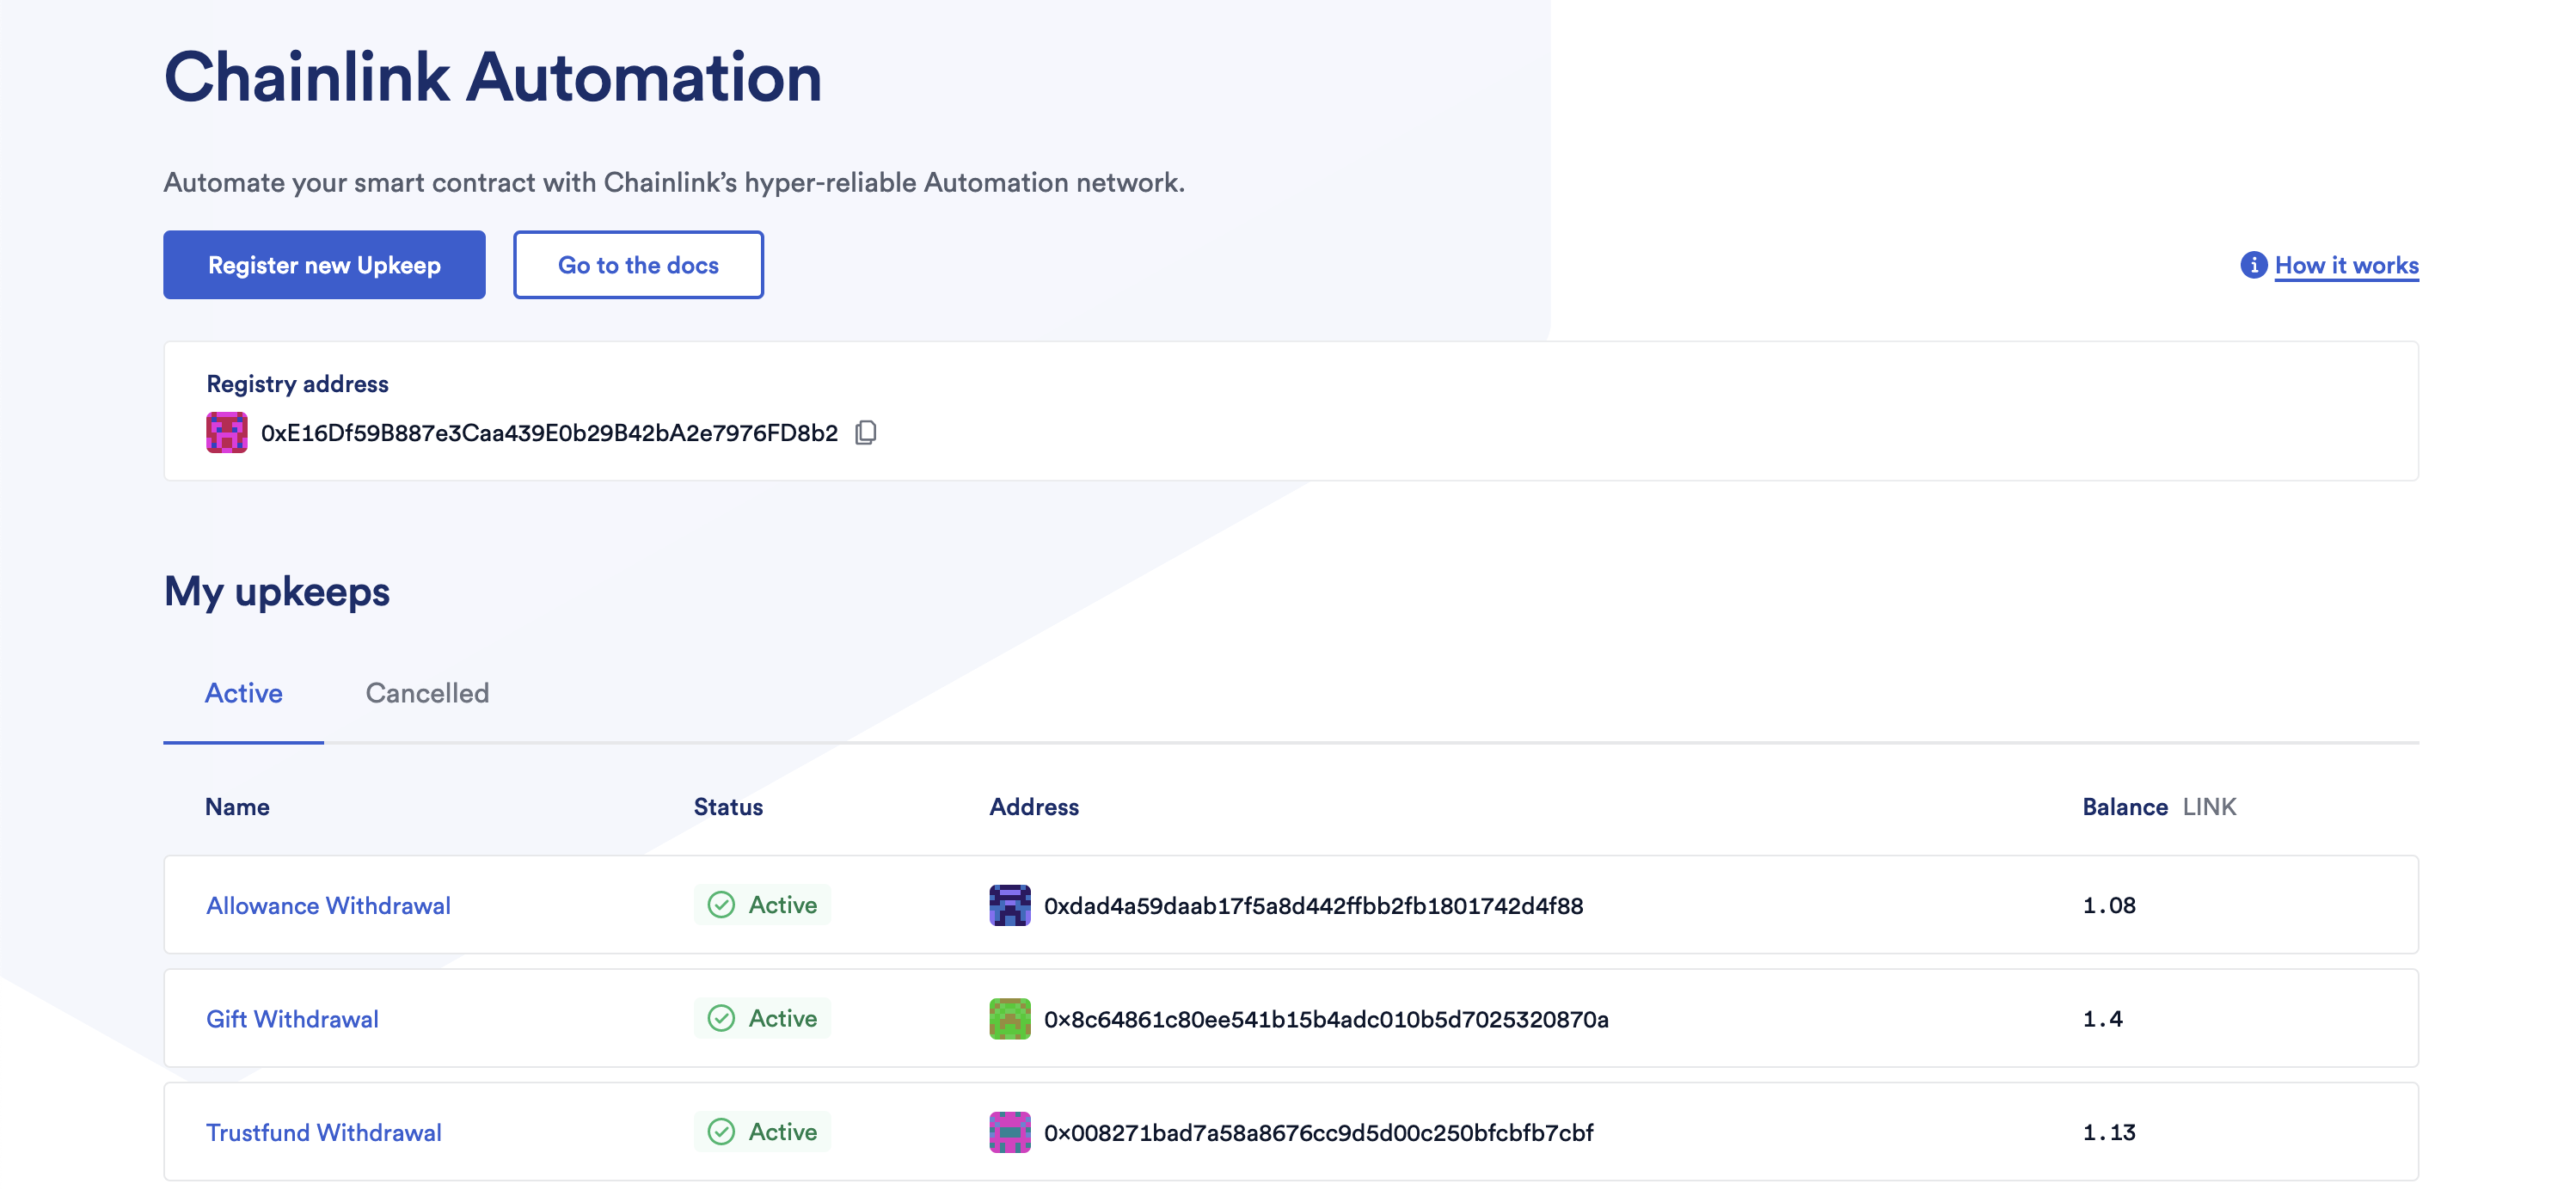 Chainlink Automation
Automate your smart contract with Chainlink’s hyper-reliable Automation network.
Register new Upkeep Go to the docs How it works
Registry address
0xE16Df59B887e3Caa439E0b29B42bA2e7976FD8b2
My upkeeps
Active Cancelled
Name Status Address Balance LINK
Allowance Withdrawal Active 0xdad4a59daab17f5a8d442ffbb2fb1801742d4f88 1.08
Gift Withdrawal Active 0x8c64861c80ee541b15b4adc010b5d7025320870a 1.4
Trustfund Withdrawal Active 0x008271bad7a58a8676cc9d5d00c250bfcbfb7cbf 1.13